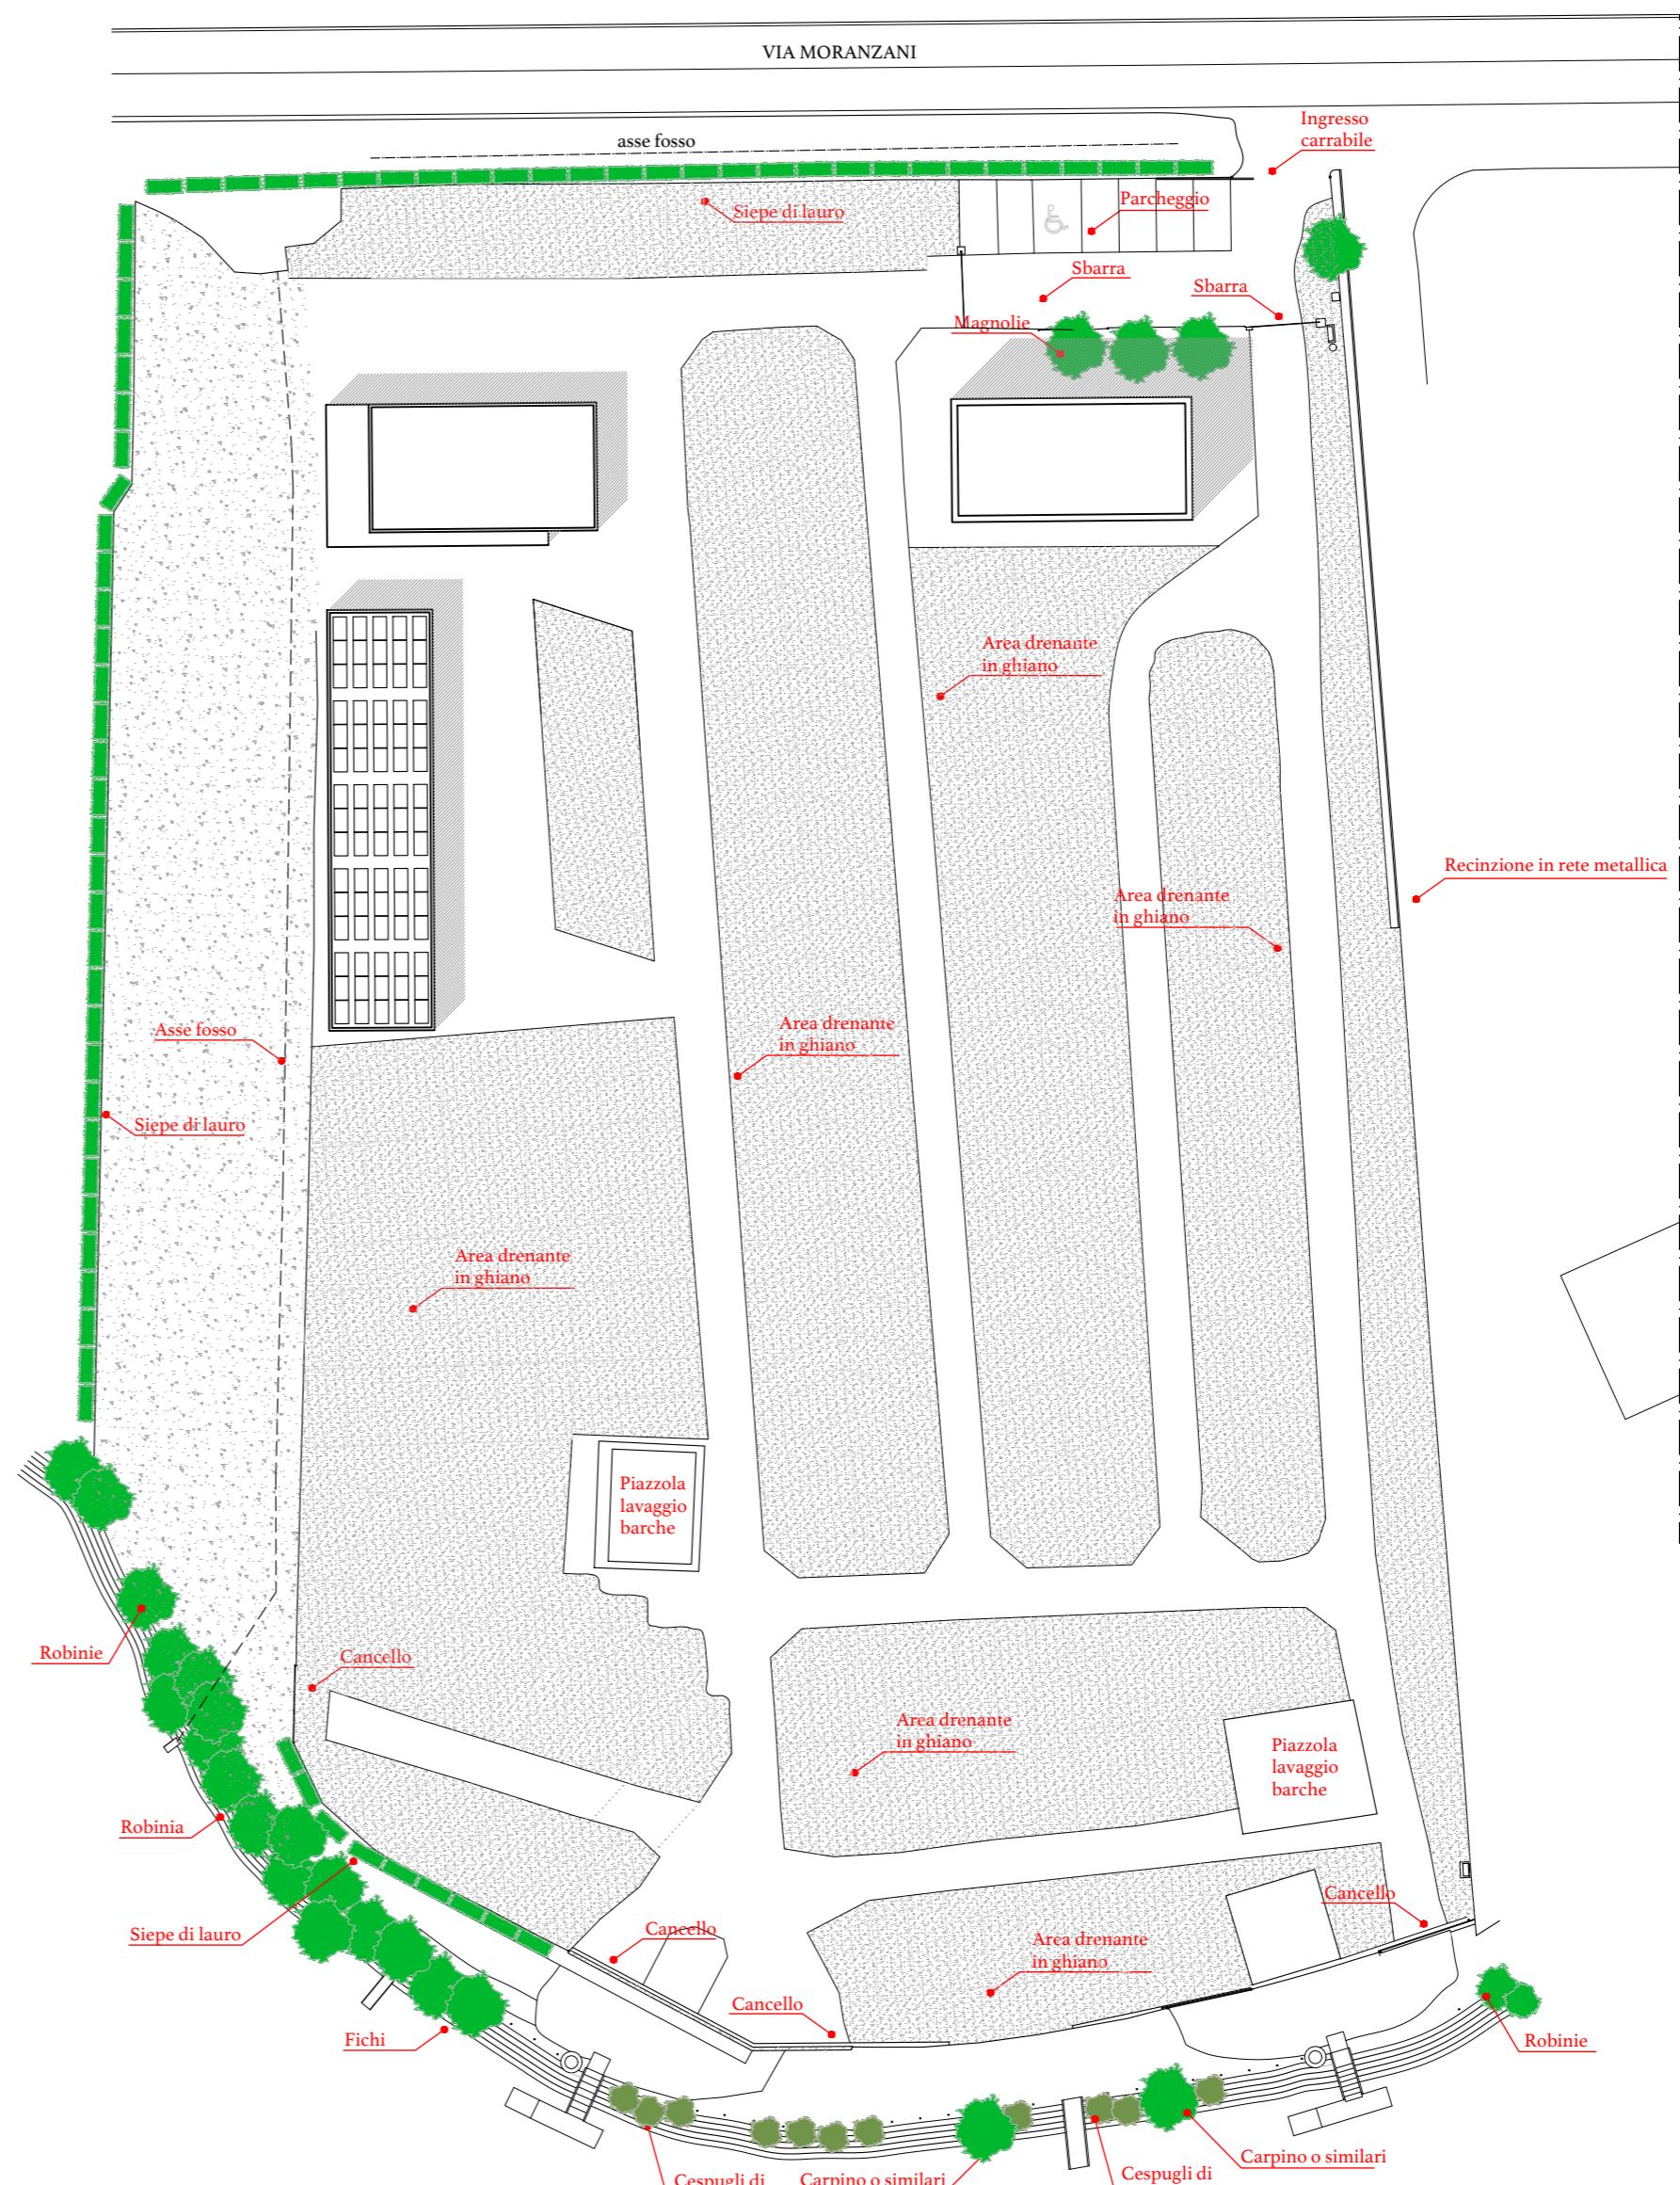 VIA MORANZANI
asse fosso
Ingresso
carrabile
Siepe di lauro
Parcheggio
Sbarra
Sbarra
Magnolie
Area drenante
in ghiano
Recinzione in rete metallica
Area drenante
in ghiano
Area drenante
in ghiano
Asse fosso
Siepe di lauro
Area drenante
in ghiano
Piazzola
lavaggio
barche
Robinie
Cancello
Area drenante
in ghiano
Piazzola
lavaggio
barche
Robinia
Cancello
Siepe di lauro
Cancello
Area drenante
in ghiano
Cancello
Fichi
Robinie
Carpino o similari
Cespugli di
Cespugli di
Carpino o similari